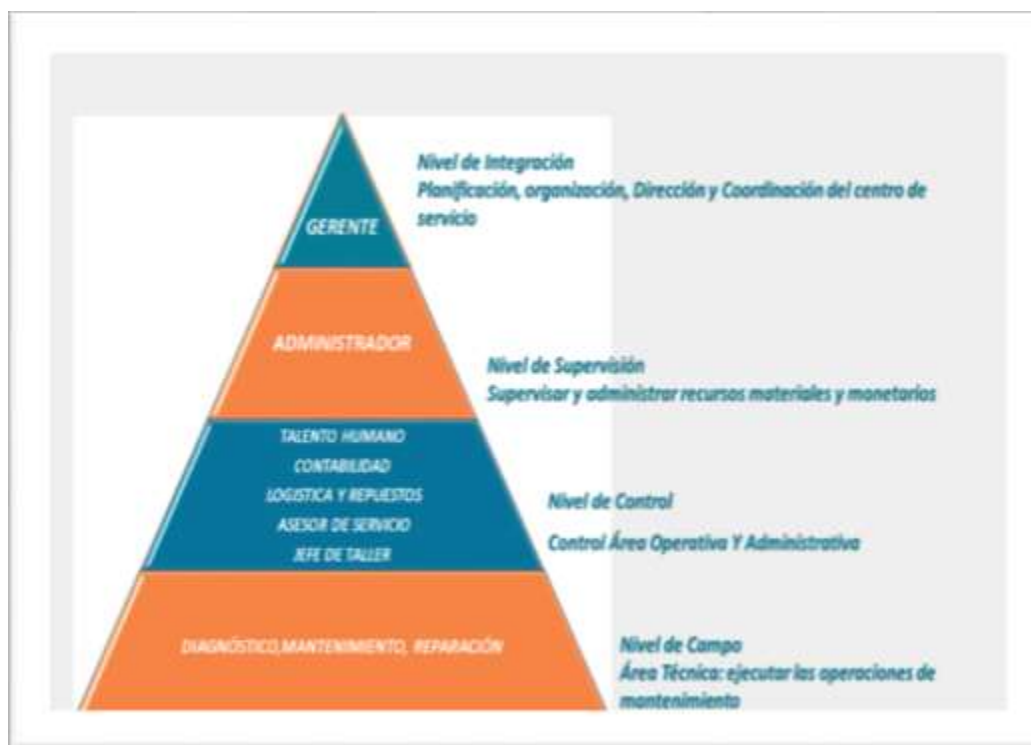 Nivel de Integración
Planificación, organización, Dirección y Coordinación del centro de
servicio
GERENTE
ADMINISTRADOR
Nivel de Supervisión
Supervisar y administrar recursos materiales y monetarios
TALENTO HUMANO
CONTABILIDAD
LOGISTICA Y REPUESTOS
ASESOR DE SERVICIO
JEFE DE TALLER
Nivel de Control
Control Área Operativa Y Administrativa
DIAGNÓSTICO,MANTENIMIENTO, REPARACIÓN
Nivel de Campo
Área Técnica: ejecutar las operaciones de
mantenimiento